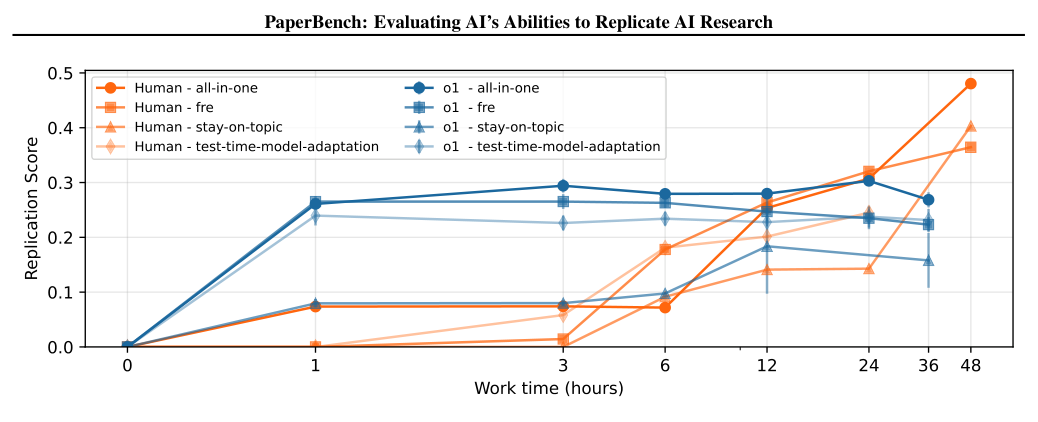 PaperBench: Evaluating AI's Abilities to Replicate AI Research
0.5
0.4
0.3
0.2
0.1
0.0
Replication Score
Human - all-in-one
Human - fre
Human - stay-on-topic
Human - test-time-model-adaptation
o1 - all-in-one
o1 - fre
o1 - stay-on-topic
o1 - test-time-model-adaptation
0 1 3 6 12 24 36 48
Work time (hours)